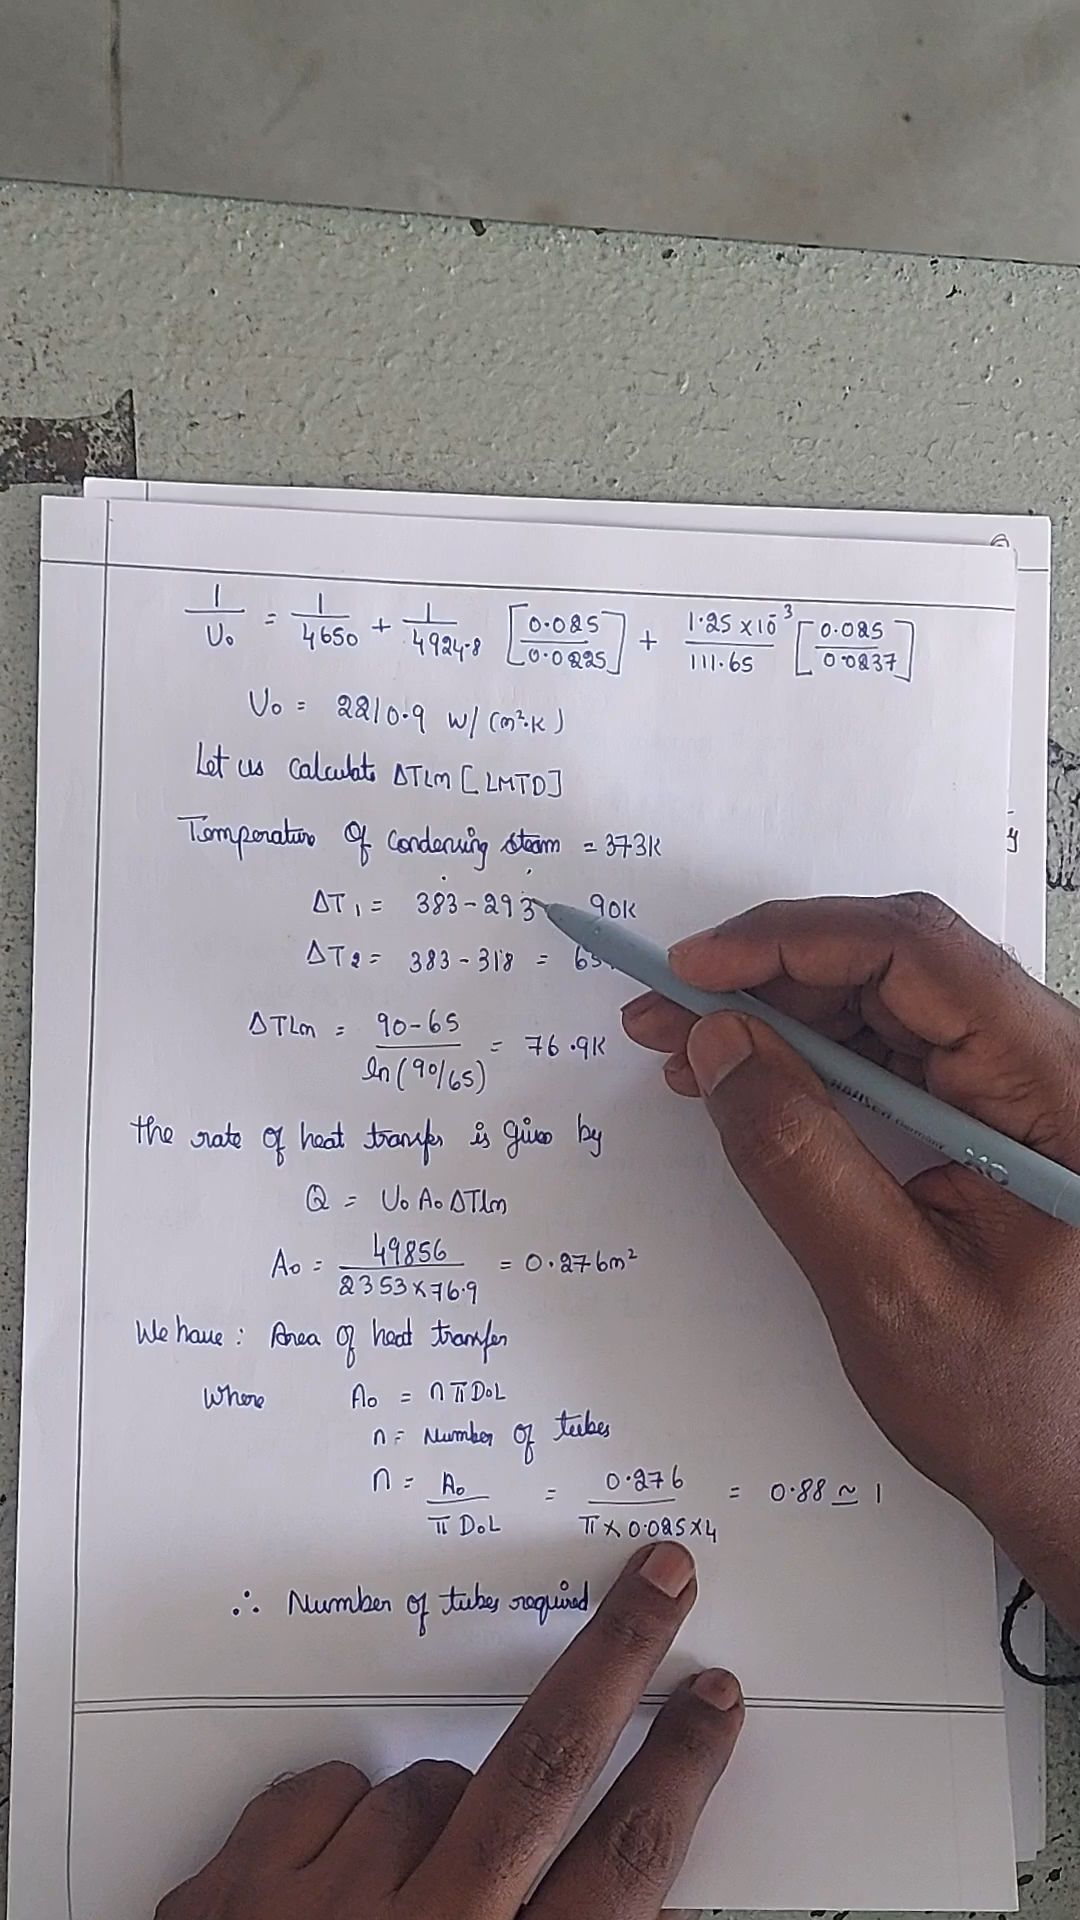 1/U₀ = 1/4650 + 1/4924.8 [0.025/0.0225] + 1.25 × 10⁻³/111.65 [0.025/0.0237]
U₀ = 2210.9 W/(m².K)
Let us calculate ΔTLm [LMTD]
Temperature of condensing steam = 373K
ΔT₁ = 383 - 293 90K
ΔT₂ = 383 - 318 = 65
ΔTLm = 90-65/ln(90/65) = 76.9K
the rate of heat transfer is given by
Q = U₀ A₀ ΔTlm
A₀ = 49856/2353×76.9 = 0.276m²
We have: Area of heat transfer
Where A₀ = nπD₀L
n = Number of tubes
n = A₀/πD₀L = 0.276/π×0.025×4 = 0.88 ≃ 1
∴ Number of tubes required
y
XO